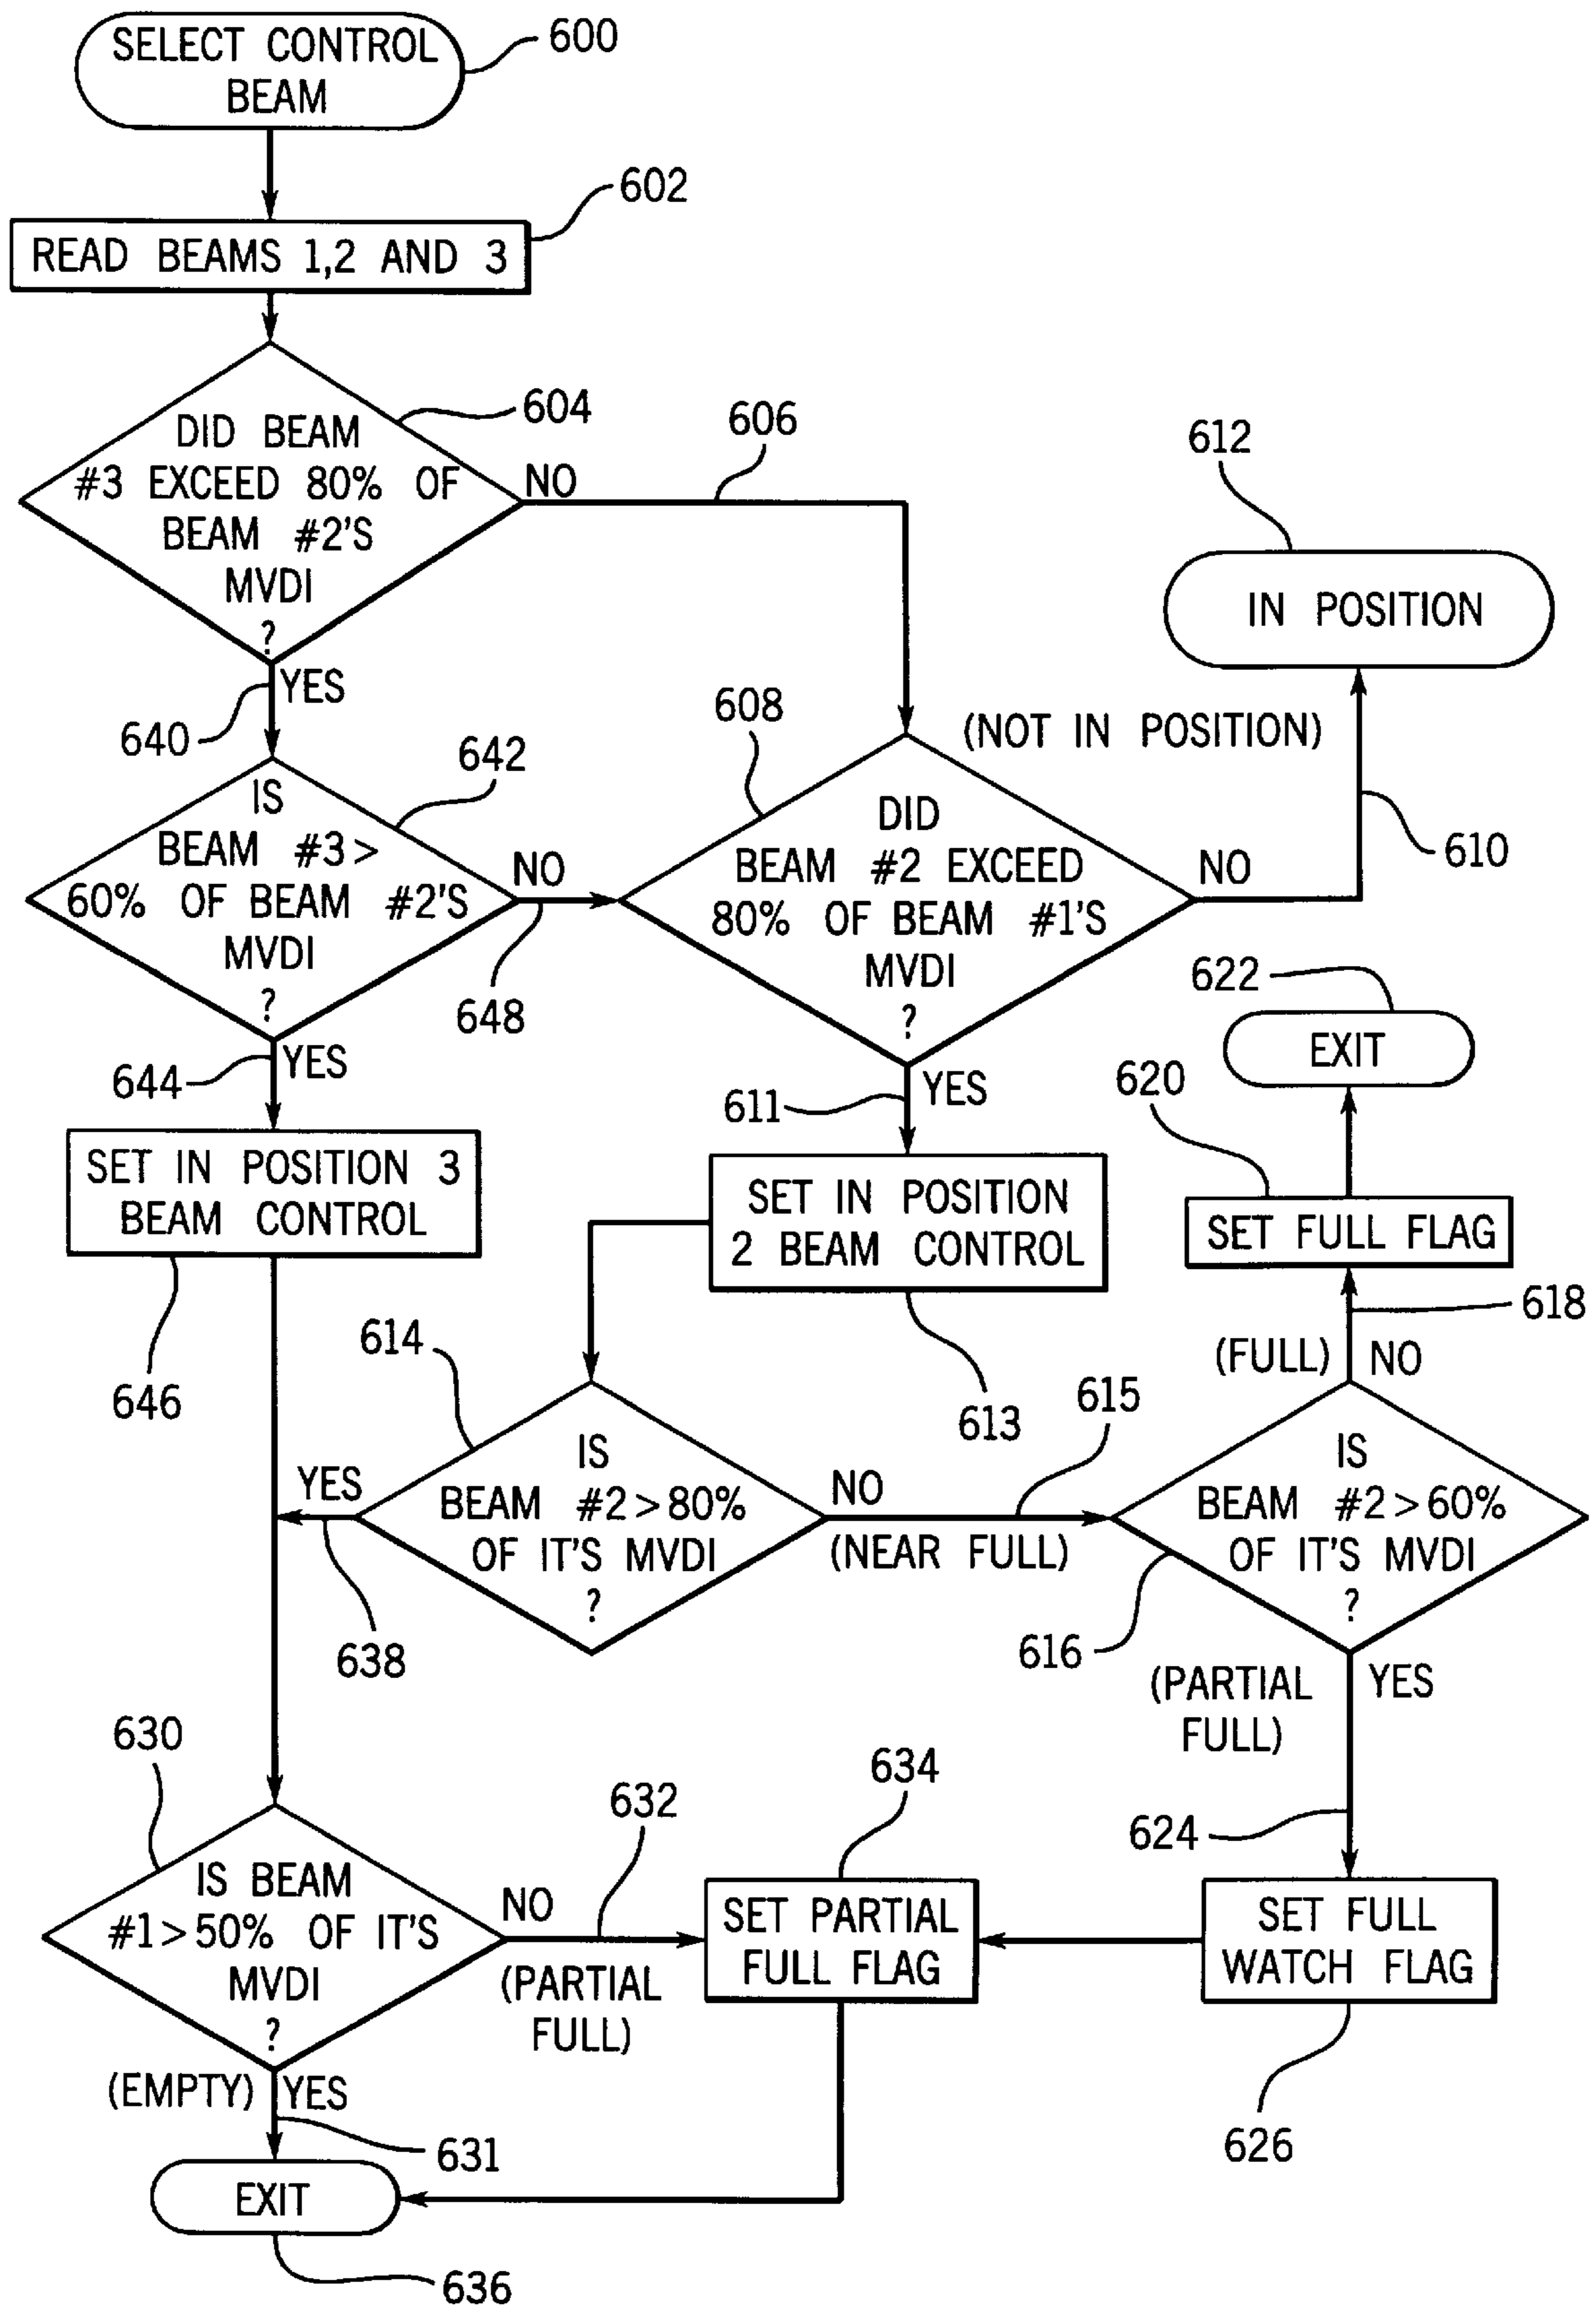 SELECT CONTROL
BEAM
600
READ BEAMS 1,2 AND 3
602
DID BEAM
#3 EXCEED 80% OF
BEAM #2'S
MVDI
?
604
NO
606
612
IN POSITION
YES
640
608
(NOT IN POSITION)
642
IS
BEAM #3>
60% OF BEAM #2'S
MVDI
?
NO
648
DID
BEAM #2 EXCEED
80% OF BEAM #1'S
MVDI
?
NO
610
622
EXIT
YES
644
611
YES
620
SET IN POSITION 3
BEAM CONTROL
646
SET IN POSITION
2 BEAM CONTROL
613
SET FULL FLAG
618
(FULL)
NO
614
615
IS
BEAM #2>80%
OF IT'S MVDI
?
YES
638
NO
(NEAR FULL)
IS
BEAM #2>60%
OF IT'S MVDI
?
616
(PARTIAL
FULL)
YES
624
630
632
634
IS BEAM
#1>50% OF IT'S
MVDI
?
NO
(PARTIAL
FULL)
SET PARTIAL
FULL FLAG
SET FULL
WATCH FLAG
626
(EMPTY)
YES
631
EXIT
636